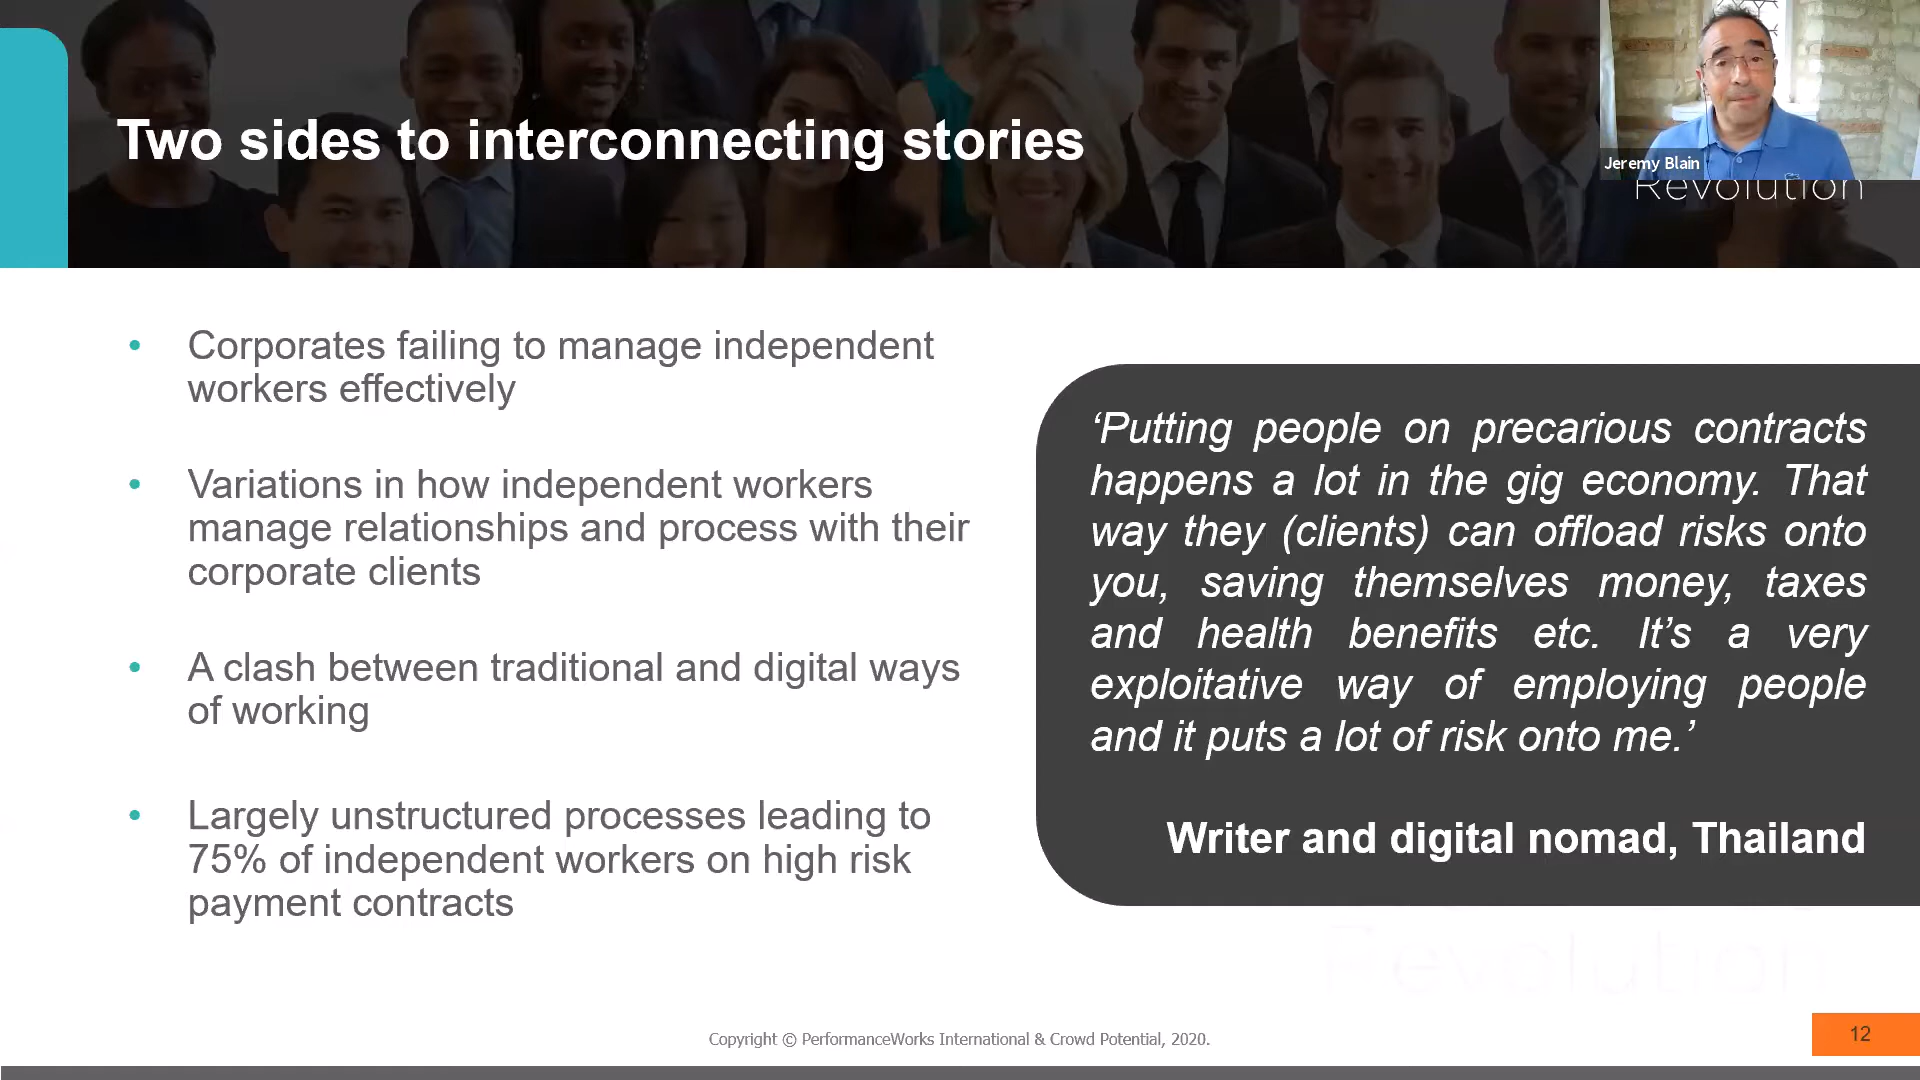 Two sides to interconnecting stories
Jeremy Blain
Revolution
• Corporates failing to manage independent
workers effectively
• Variations in how independent workers
manage relationships and process with their
corporate clients
• A clash between traditional and digital ways
of working
• Largely unstructured processes leading to
75% of independent workers on high risk
payment contracts
‘Putting people on precarious contracts
happens a lot in the gig economy. That
way they (clients) can offload risks onto
you, saving themselves money, taxes
and health benefits etc. It’s a very
exploitative way of employing people
and it puts a lot of risk onto me.’
Writer and digital nomad, Thailand
Revolution
Copyright © PerformanceWorks International & Crowd Potential, 2020.
12